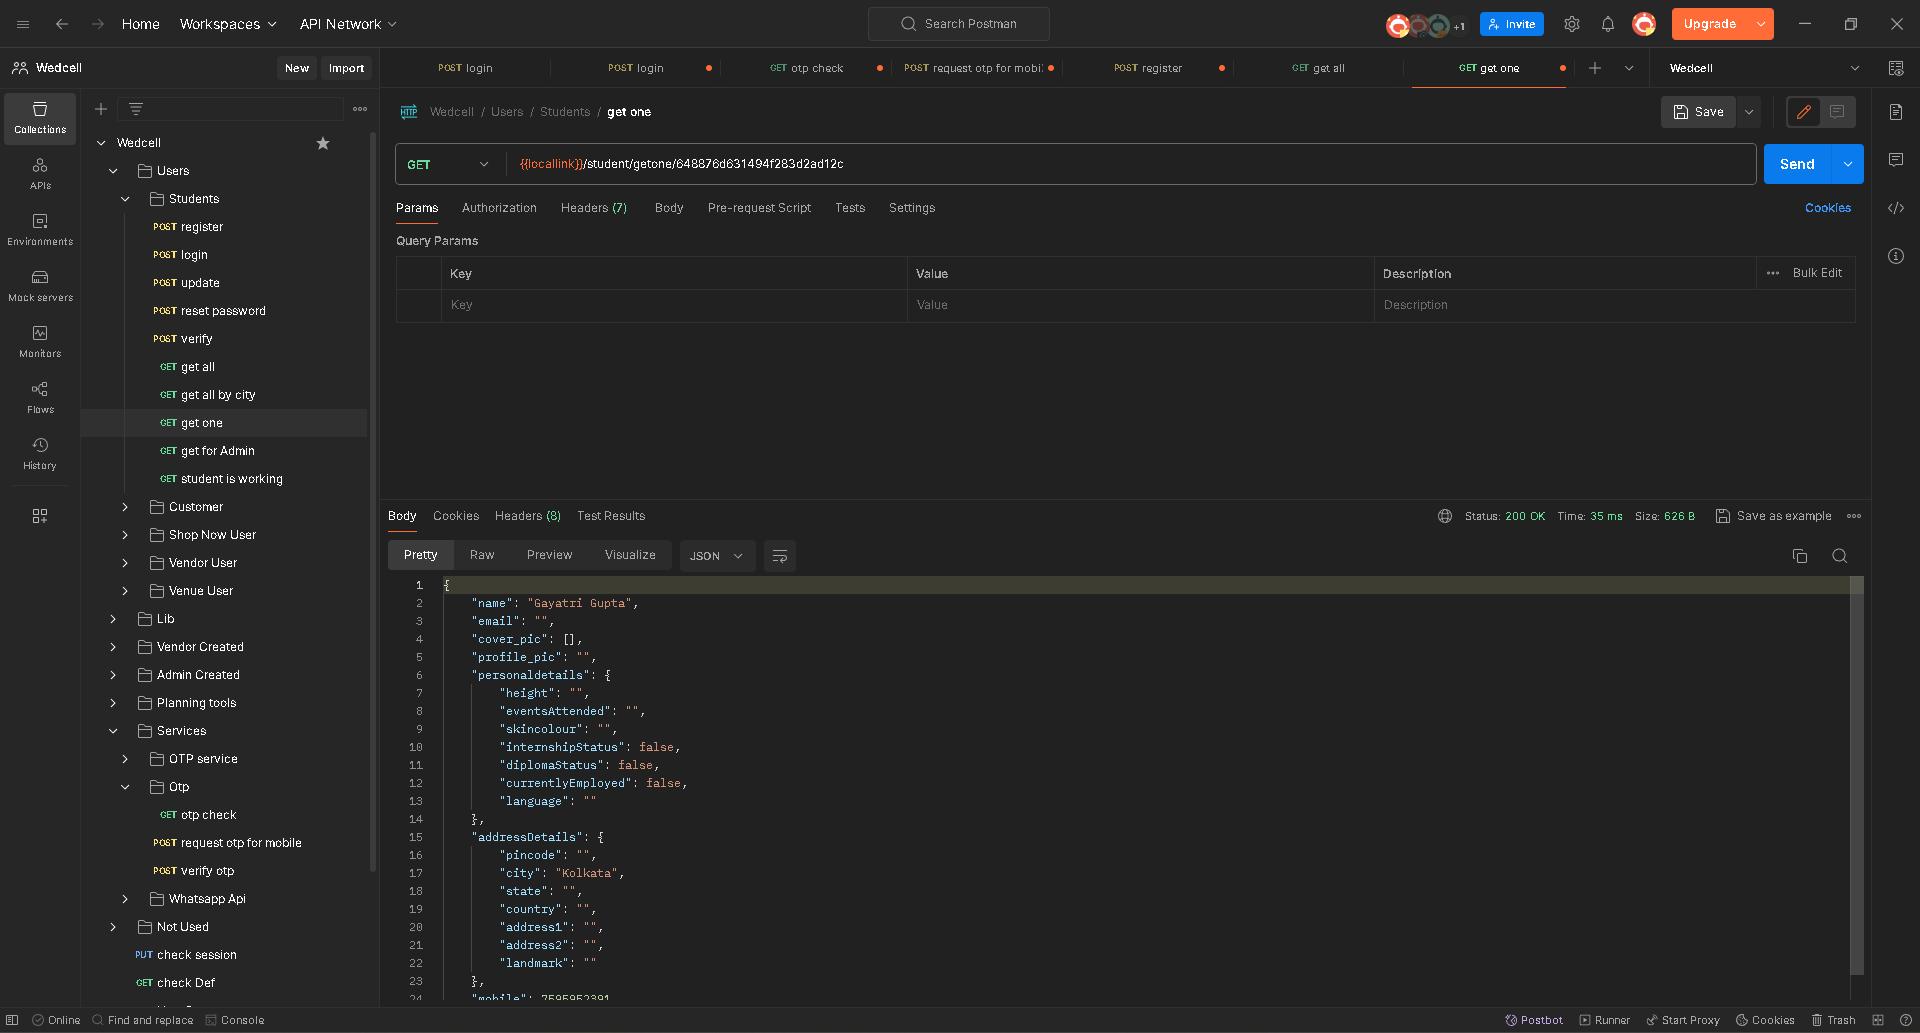 Home Workspaces API Network Search Postman +1 Invite Upgrade
Wedcell New Import
POST login POST login GET otp check POST request otp for mobi POST register GET get all GET get one Wedcell
Collections
APIs
Environments
Mock servers
Monitors
Flows
History
Wedcell
Users
Students
POST register
POST login
POST update
POST reset password
POST verify
GET get all
GET get all by city
GET get one
GET get for Admin
GET student is working
Customer
Shop Now User
Vendor User
Venue User
Lib
Vendor Created
Admin Created
Planning tools
Services
OTP service
Otp
GET otp check
POST request otp for mobile
POST verify otp
Whatsapp Api
Not Used
PUT check session
GET check Def
HTTP Wedcell / Users / Students / get one Save
GET {{locallink}}/student/getone/648876d631494f283d2ad12c Send
Params Authorization Headers (7) Body Pre-request Script Tests Settings Cookies
Query Params
Key Value Description Bulk Edit
Key Value Description
Body Cookies Headers (8) Test Results Status: 200 OK Time: 35 ms Size: 626 B Save as example
Pretty Raw Preview Visualize JSON
1 {
2 "name": "Gayatri Gupta",
3 "email": "",
4 "cover_pic": [],
5 "profile_pic": "",
6 "personaldetails": {
7 "height": "",
8 "eventsAttended": "",
9 "skincolour": "",
10 "internshipStatus": false,
11 "diplomaStatus": false,
12 "currentlyEmployed": false,
13 "language": ""
14 },
15 "addressDetails": {
16 "pincode": "",
17 "city": "Kolkata",
18 "state": "",
19 "country": "",
20 "address1": "",
21 "address2": "",
22 "landmark": ""
23 },
24 "mobile": 7595952391
Online Find and replace Console Postbot Runner Start Proxy Cookies Trash